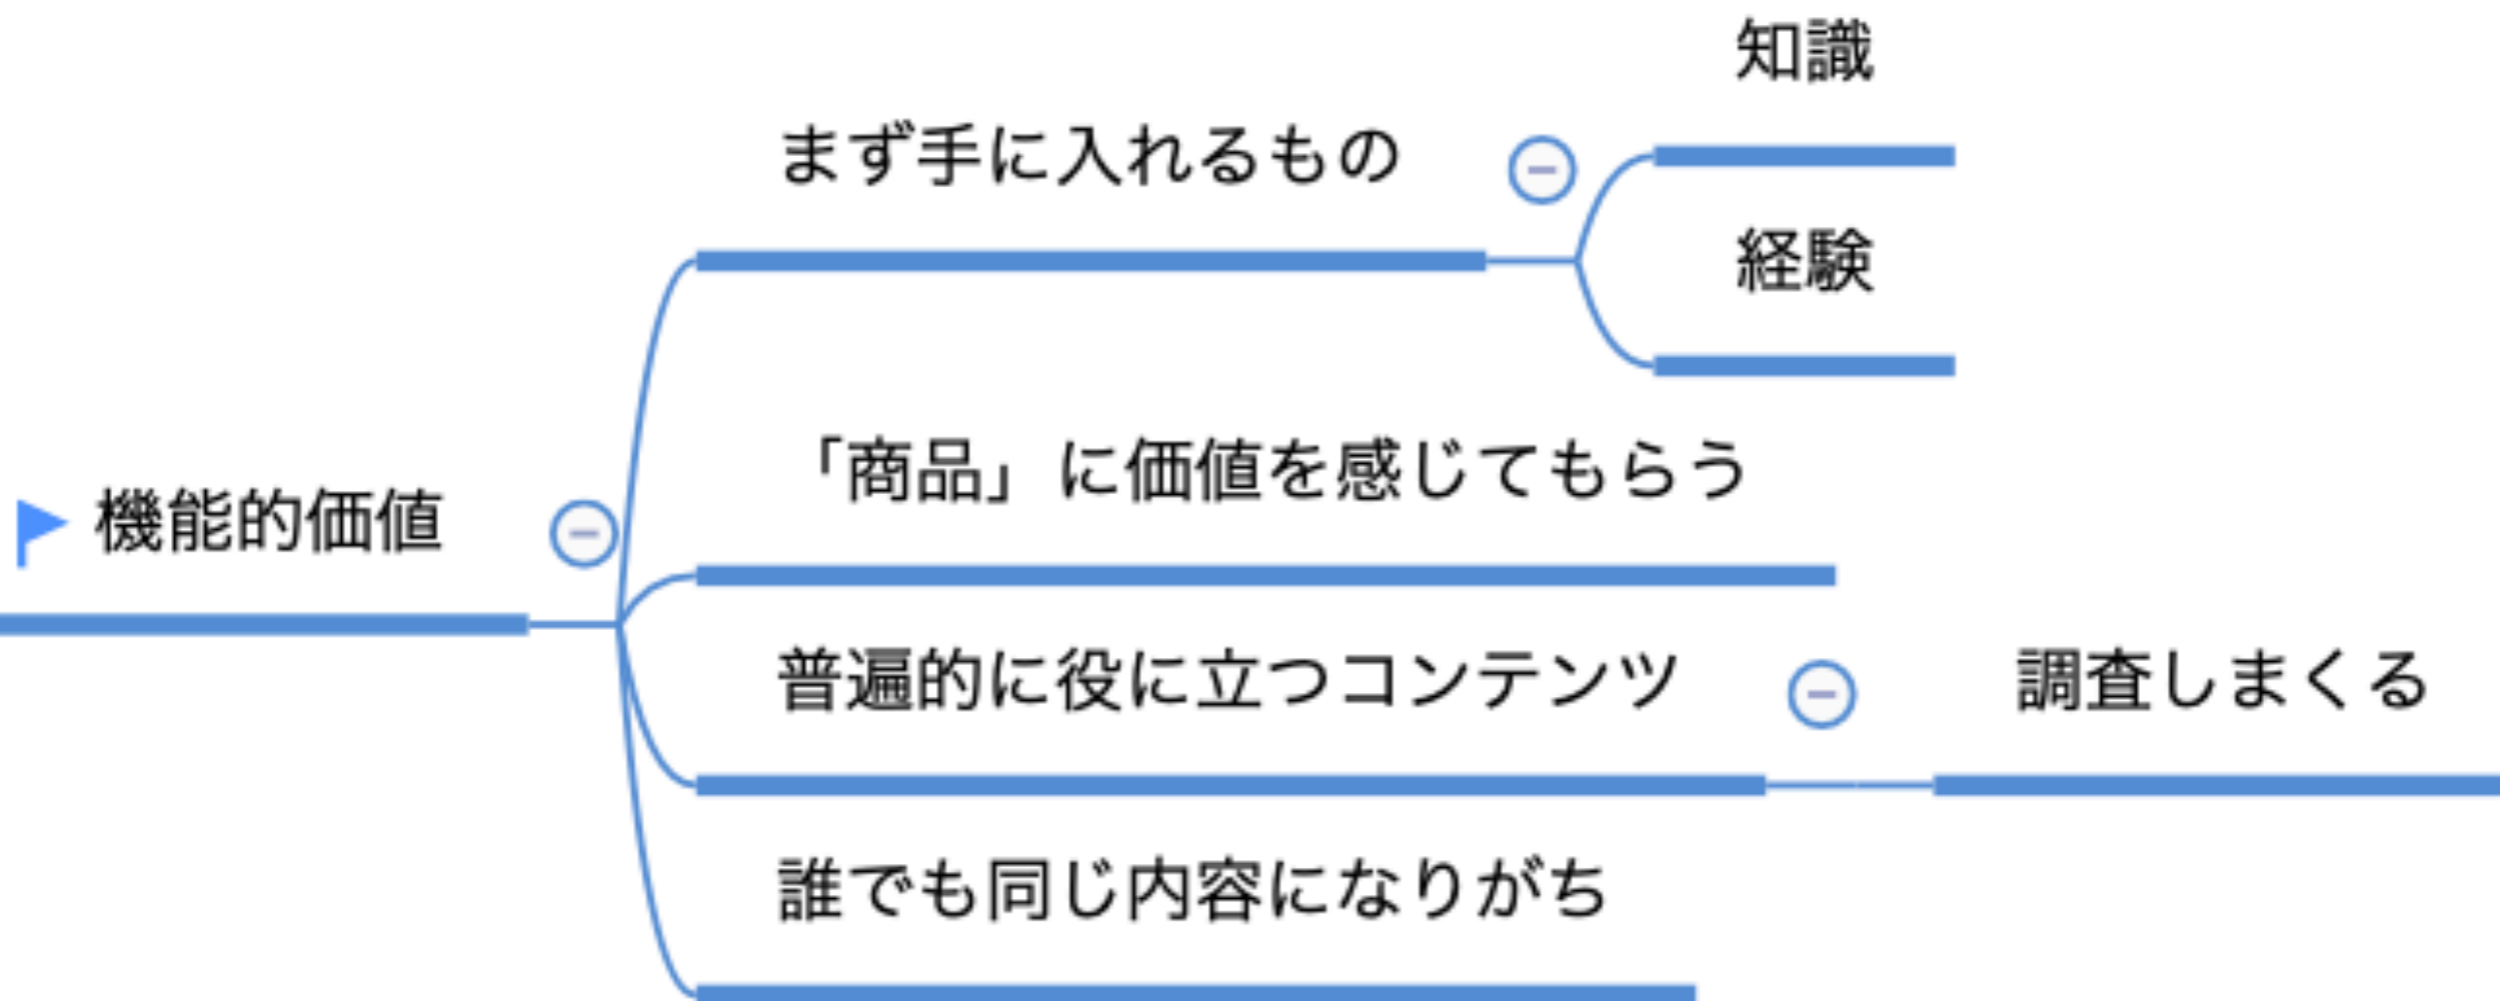 機能的価値
まず手に入れるもの
知識
経験
「商品」に価値を感じてもらう
普遍的に役に立つコンテンツ
調査しまくる
誰でも同じ内容になりがち